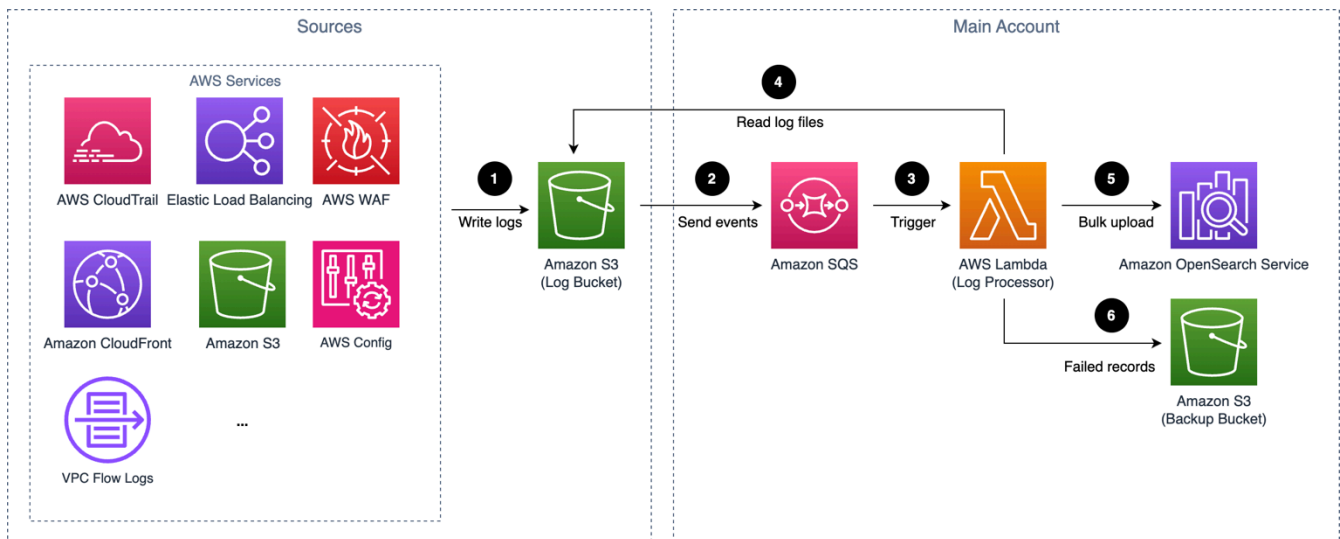 Sources
Main Account
AWS Services
AWS CloudTrail
Elastic Load Balancing
AWS WAF
Amazon CloudFront
Amazon S3
AWS Config
VPC Flow Logs
...
1
Write logs
Amazon S3
(Log Bucket)
2
Send events
Amazon SQS
3
Trigger
4
Read log files
AWS Lambda
(Log Processor)
5
Bulk upload
Amazon OpenSearch Service
6
Failed records
Amazon S3
(Backup Bucket)